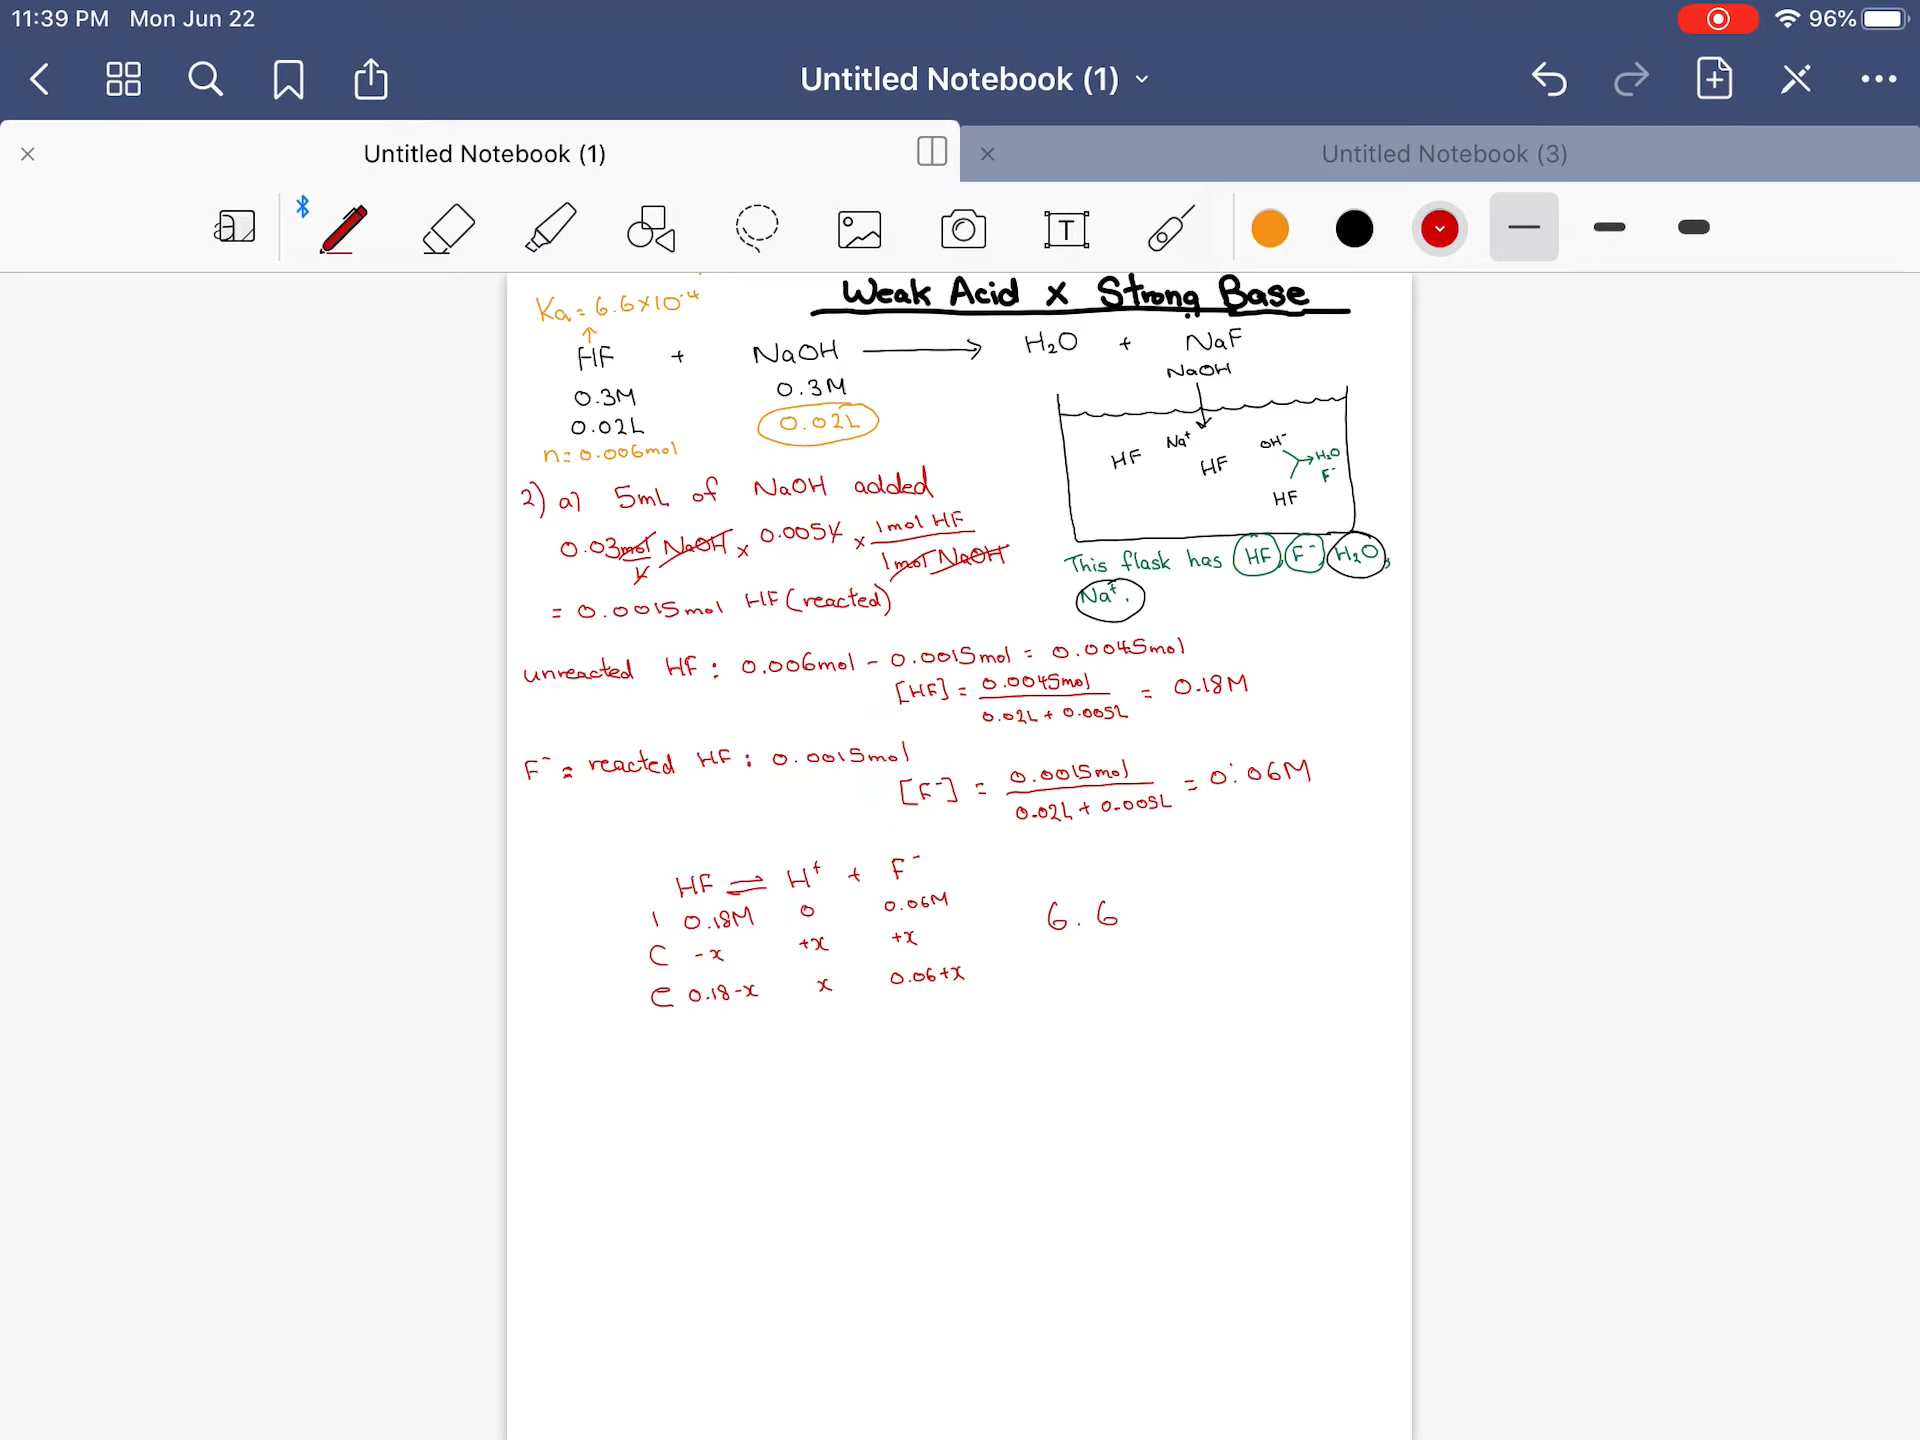 11:39 PM Mon Jun 22
96%
Untitled Notebook (1)
Untitled Notebook (1)
Untitled Notebook (3)
T
Weak Acid x Strong Base
Ka = 6.6x10⁻⁴
HF + NaOH → H₂O + NaF
0.3M 0.3M
0.02L 0.02L
n = 0.006mol
NaOH
Na⁺ OH⁻ → H₂O
HF HF F⁻
HF
This flask has HF, F⁻, H₂O,
Na⁺.
2) a) 5mL of NaOH added
0.03 mol NaOH / L x 0.005L x 1mol HF / 1mol NaOH
= 0.0015mol HF (reacted)
unreacted HF : 0.006mol - 0.0015mol = 0.0045mol
[HF] = 0.0045mol / 0.02L + 0.005L = 0.18M
F⁻ = reacted HF : 0.0015mol
[F⁻] = 0.0015mol / 0.02L + 0.005L = 0.06M
HF ⇌ H⁺ + F⁻
I 0.18M 0 0.06M
C -x +x +x
E 0.18-x x 0.06+x
6.6